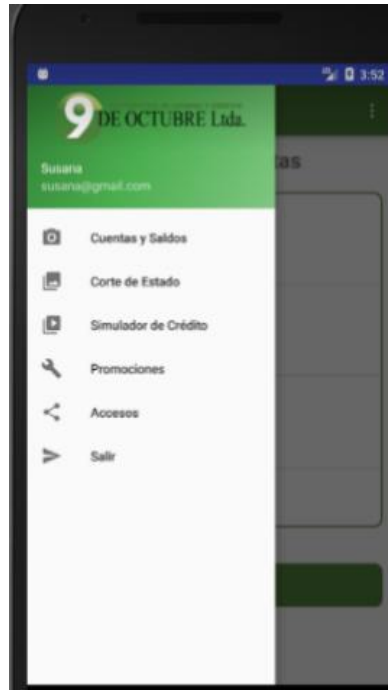 3:52
9
DE OCTUBRE Ltda.
Susana
susana@gmail.com
tas
Cuentas y Saldos
Corte de Estado
Simulador de Crédito
Promociones
Accesos
Salir